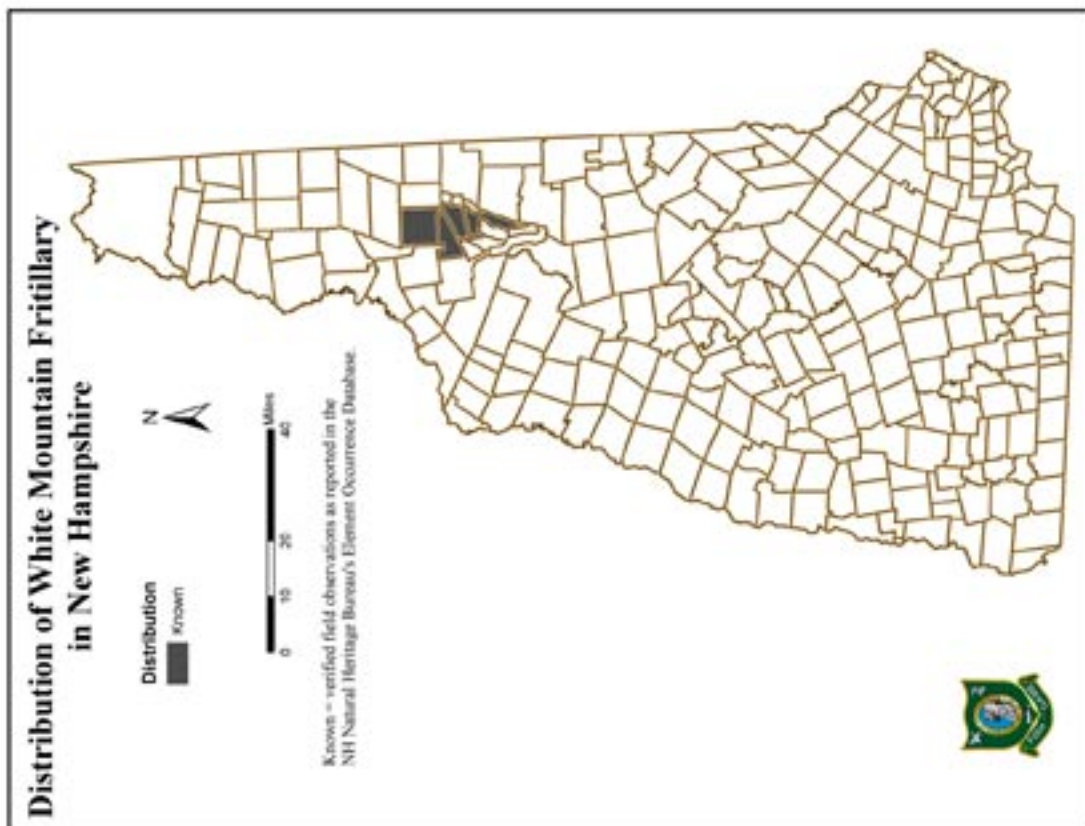 Distribution of White Mountain Fritillary
in New Hampshire
N
Distribution
Known
0 10 20 40
Miles
Known = verified field observations as reported in the
NH Natural Heritage Bureau's Element Occurrence Database.